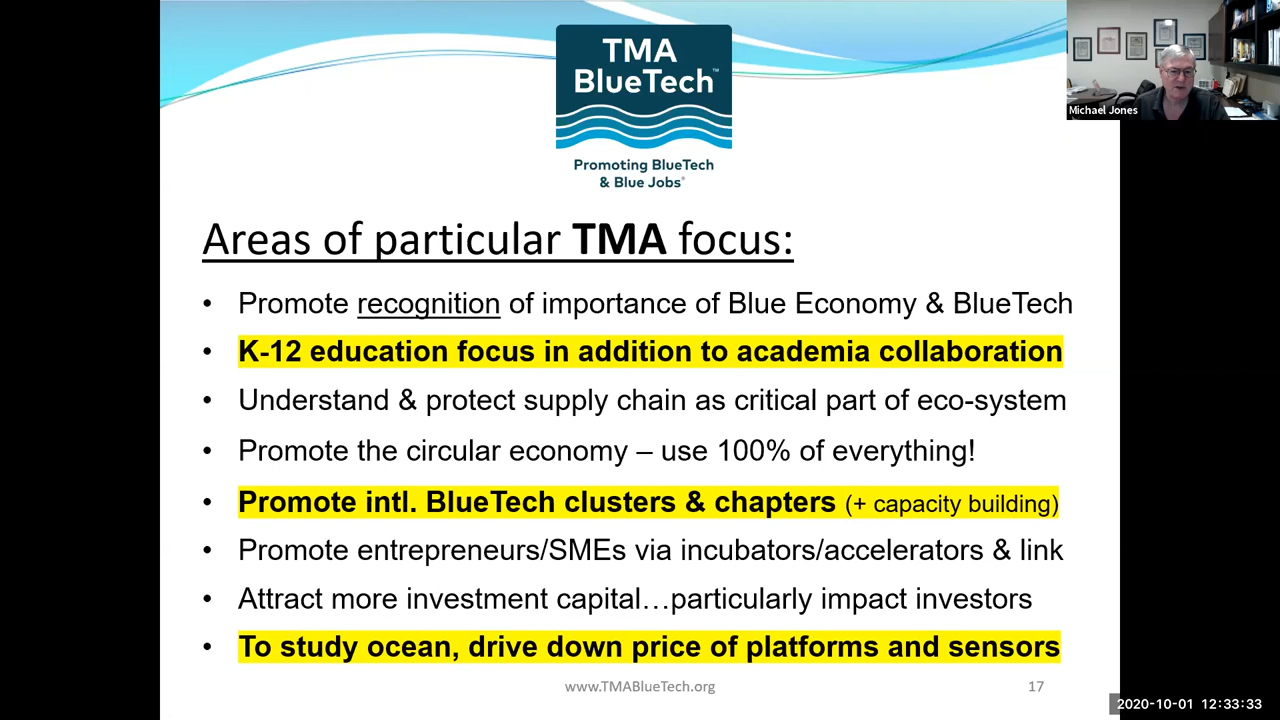 TMA
BlueTech™
Promoting BlueTech
& Blue Jobs®
Michael Jones
Areas of particular TMA focus:
• Promote recognition of importance of Blue Economy & BlueTech
• K-12 education focus in addition to academia collaboration
• Understand & protect supply chain as critical part of eco-system
• Promote the circular economy – use 100% of everything!
• Promote intl. BlueTech clusters & chapters (+ capacity building)
• Promote entrepreneurs/SMEs via incubators/accelerators & link
• Attract more investment capital…particularly impact investors
• To study ocean, drive down price of platforms and sensors
www.TMABlueTech.org
17
2020-10-01 12:33:33